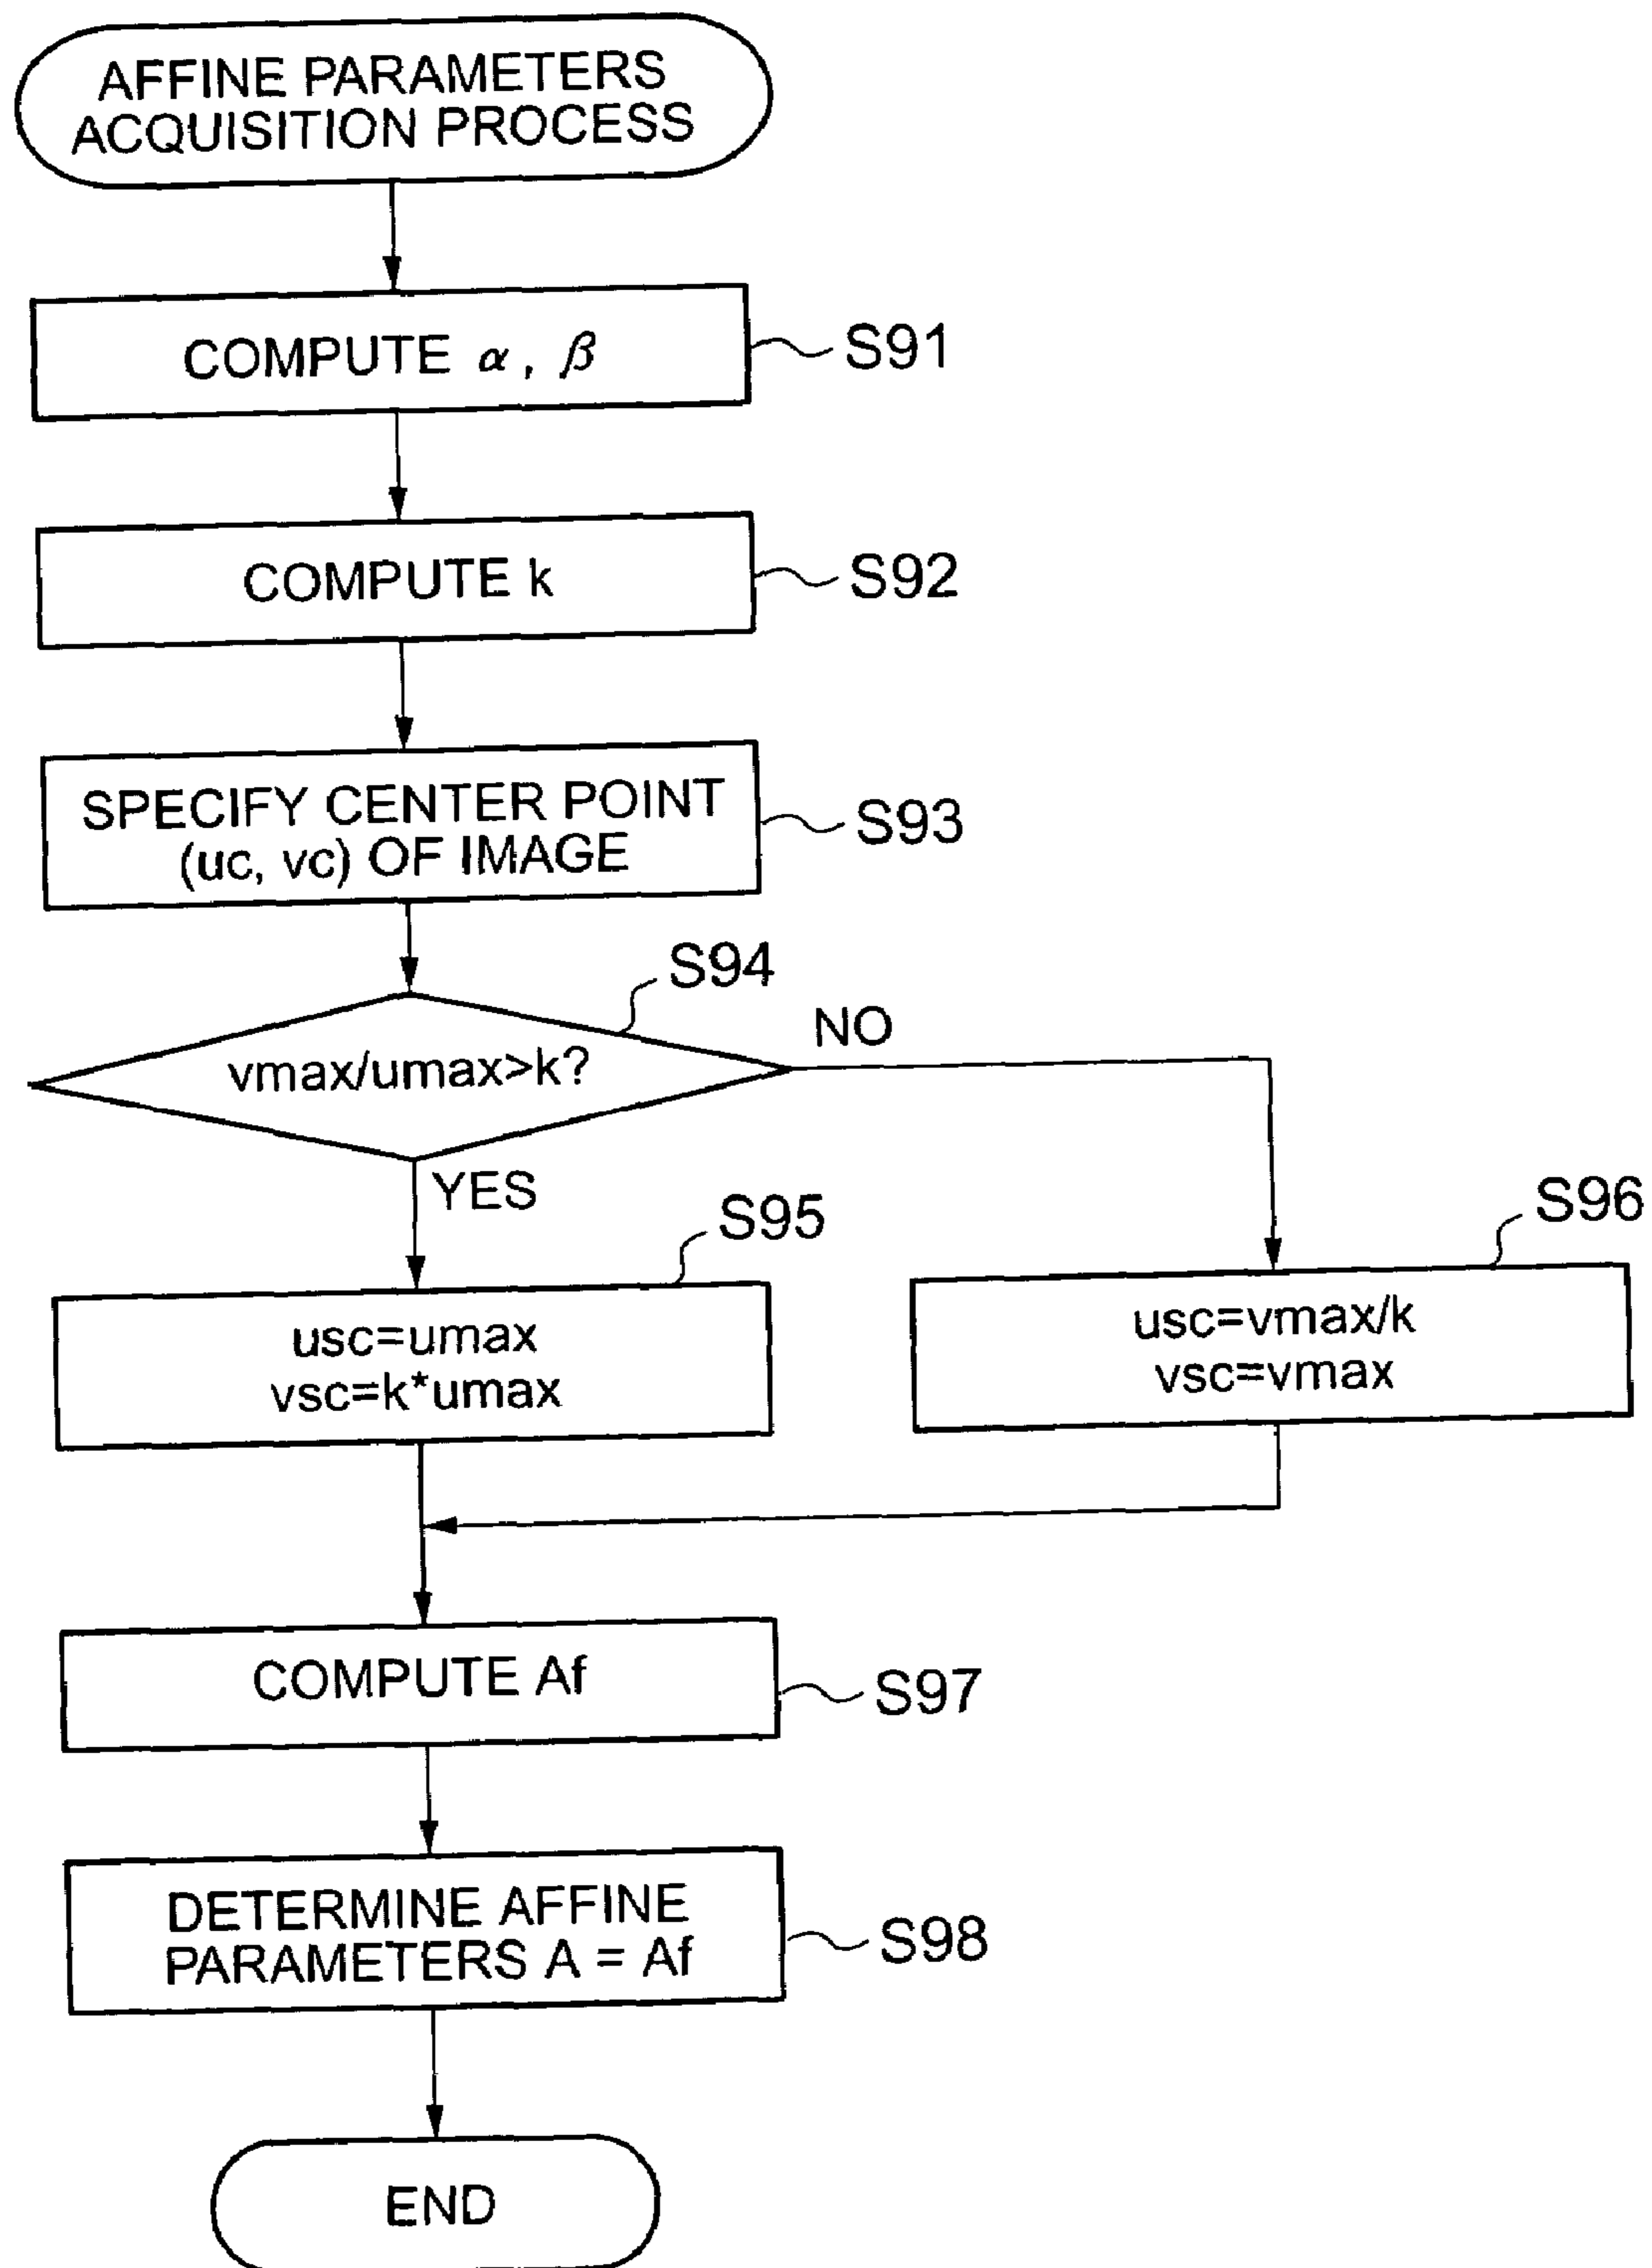 AFFINE PARAMETERS
ACQUISITION PROCESS
COMPUTE α, β
S91
COMPUTE k
S92
SPECIFY CENTER POINT
(uc, vc) OF IMAGE
S93
S94
vmax/umax>k?
NO
YES
S95
usc=umax
vsc=k*umax
S96
usc=vmax/k
vsc=vmax
COMPUTE Af
S97
DETERMINE AFFINE
PARAMETERS A = Af
S98
END